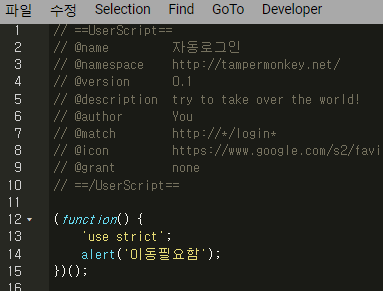 파일 수정 Selection Find GoTo Developer
1 // ==UserScript==
2 // @name 자동로그인
3 // @namespace http://tampermonkey.net/
4 // @version 0.1
5 // @description try to take over the world!
6 // @author You
7 // @match http://*/login*
8 // @icon https://www.google.com/s2/favi
9 // @grant none
10 // ==/UserScript==
11
12 (function() {
13 'use strict';
14 alert('이동필요함');
15 })();
16